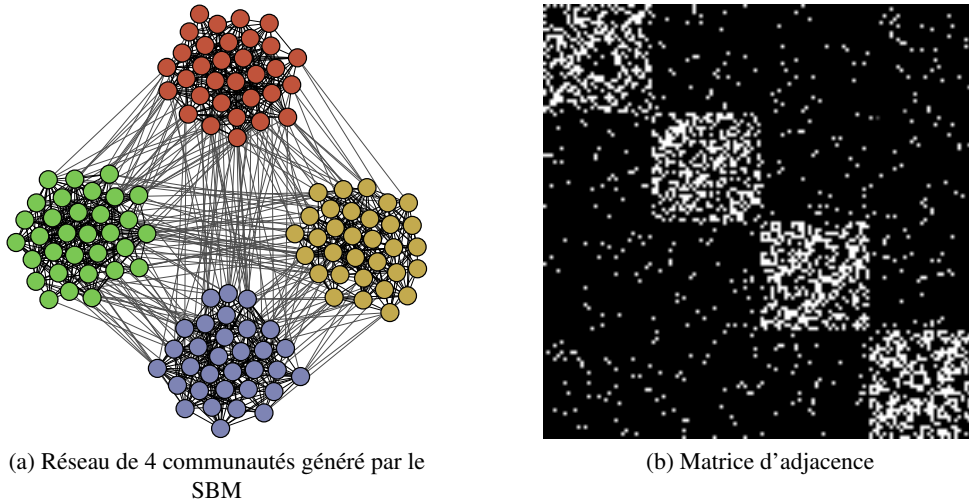 (a) Réseau de 4 communautés généré par le
SBM
(b) Matrice d'adjacence